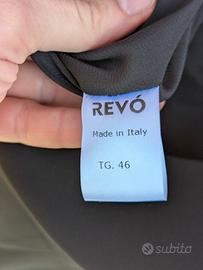 REVÓ
Made in Italy
TG. 46
subito